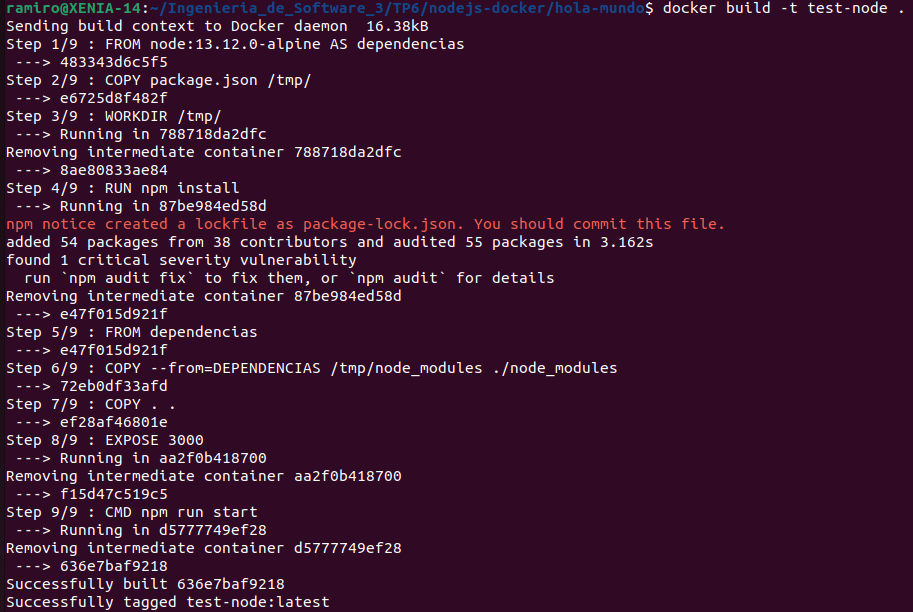 ramiro@XENIA-14:~/Ingenieria_de_Software_3/TP6/nodejs-docker/hola-mundo$ docker build -t test-node .
Sending build context to Docker daemon  16.38kB
Step 1/9 : FROM node:13.12.0-alpine AS dependencias
 ---> 483343d6c5f5
Step 2/9 : COPY package.json /tmp/
 ---> e6725d8f482f
Step 3/9 : WORKDIR /tmp/
 ---> Running in 788718da2dfc
Removing intermediate container 788718da2dfc
 ---> 8ae80833ae84
Step 4/9 : RUN npm install
 ---> Running in 87be984ed58d
npm notice created a lockfile as package-lock.json. You should commit this file.
added 54 packages from 38 contributors and audited 55 packages in 3.162s
found 1 critical severity vulnerability
  run `npm audit fix` to fix them, or `npm audit` for details
Removing intermediate container 87be984ed58d
 ---> e47f015d921f
Step 5/9 : FROM dependencias
 ---> e47f015d921f
Step 6/9 : COPY --from=DEPENDENCIAS /tmp/node_modules ./node_modules
 ---> 72eb0df33afd
Step 7/9 : COPY . .
 ---> ef28af46801e
Step 8/9 : EXPOSE 3000
 ---> Running in aa2f0b418700
Removing intermediate container aa2f0b418700
 ---> f15d47c519c5
Step 9/9 : CMD npm run start
 ---> Running in d5777749ef28
Removing intermediate container d5777749ef28
 ---> 636e7baf9218
Successfully built 636e7baf9218
Successfully tagged test-node:latest